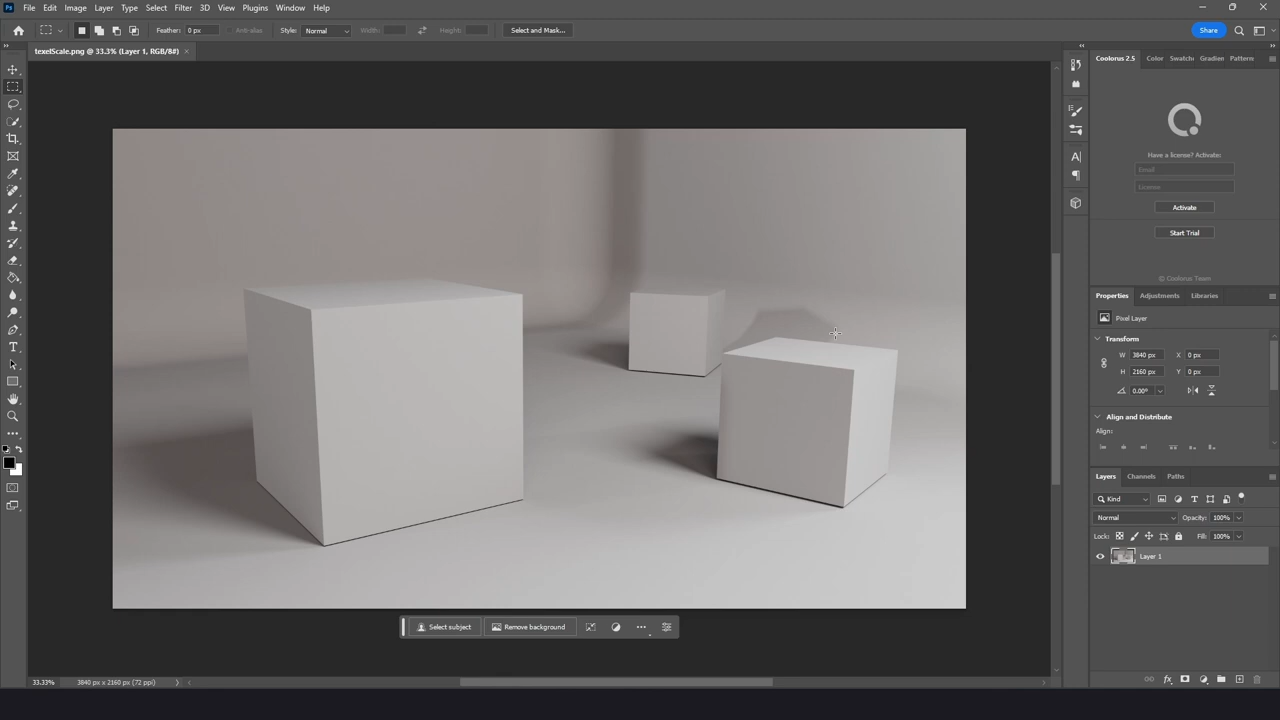 Ps File Edit Image Layer Type Select Filter 3D View Plugins Window Help
Feather: 0 px Anti-alias Style: Normal Width: Height: Select and Mask... Share
texelScale.png @ 33.3% (Layer 1, RGB/8#) ×
Coolorus 2.5 Color Swatch Gradien Pattern
Have a license? Activate:
Email
License
Activate
Start Trial
© Coolorus Team
Properties Adjustments Libraries
Pixel Layer
Transform
W 3840 px X 0 px
H 2160 px Y 0 px
0.00°
Align and Distribute
Align:
Layers Channels Paths
Kind
Normal Opacity: 100%
Lock: Fill: 100%
Layer 1
Select subject Remove background
33.33% 3840 px x 2160 px (72 ppi)